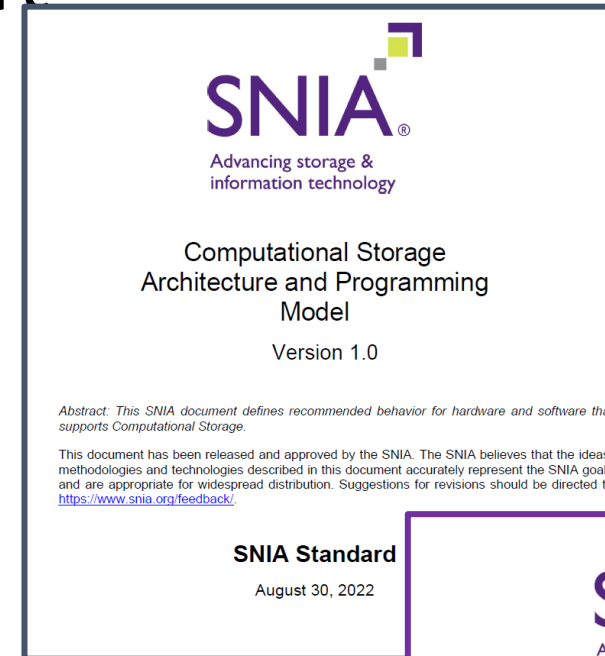 SNIA®
Advancing storage &
information technology
Computational Storage
Architecture and Programming
Model
Version 1.0
Abstract: This SNIA document defines recommended behavior for hardware and software
supports Computational Storage.
This document has been released and approved by the SNIA. The SNIA believes that the
methodologies and technologies described in this document accurately represent the SNIA
and are appropriate for widespread distribution. Suggestions for revisions should be directed
https://www.snia.org/feedback/.
SNIA Standard
August 30, 2022